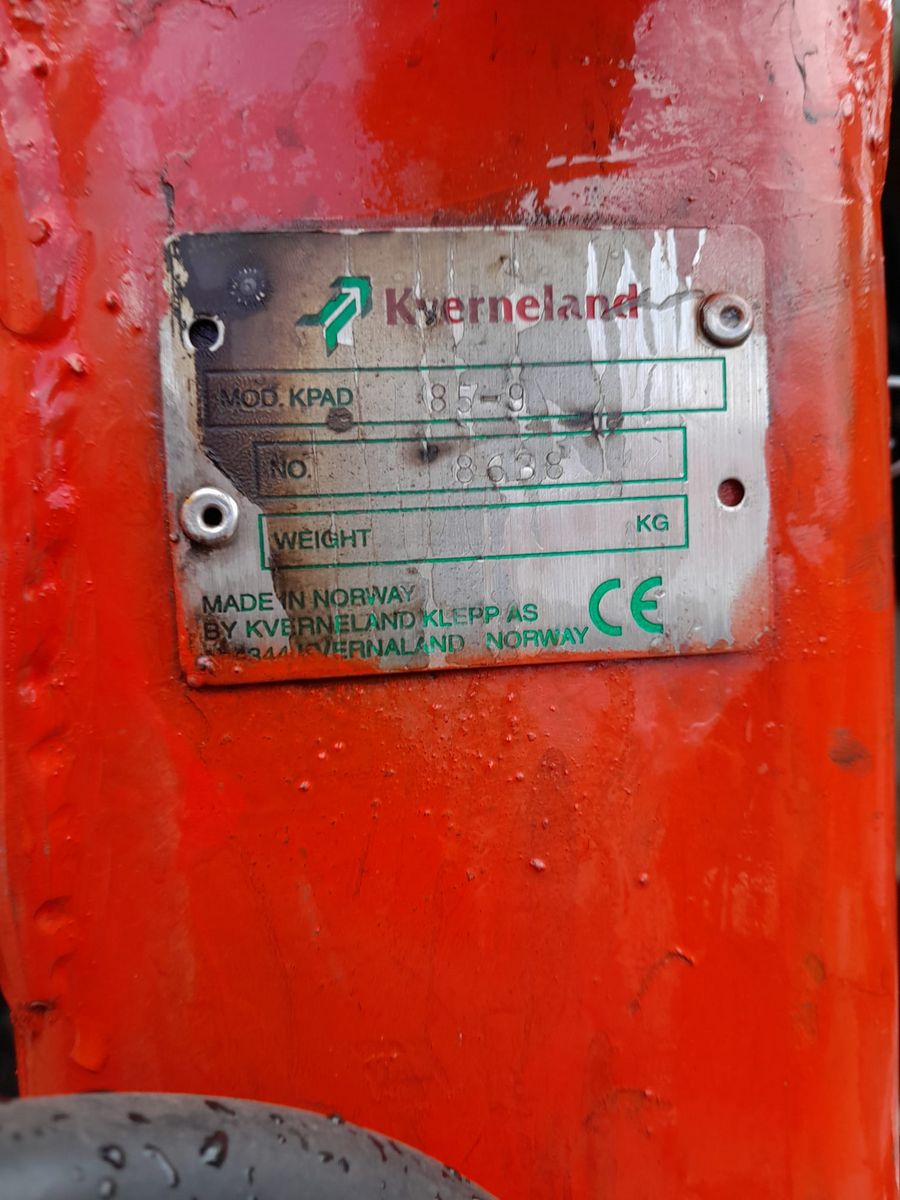 Kverneland
MOD. KPAD 85-9
NO. 8638
WEIGHT KG
MADE IN NORWAY
BY KVERNELAND KLEPP AS
4344 KVERNALAND NORWAY
CE